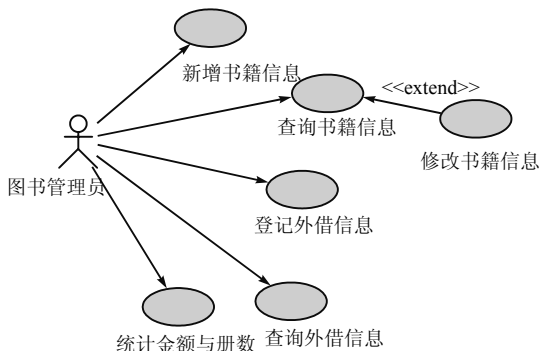 新增书籍信息
<<extend>>
查询书籍信息
修改书籍信息
图书管理员
登记外借信息
统计金额与册数
查询外借信息